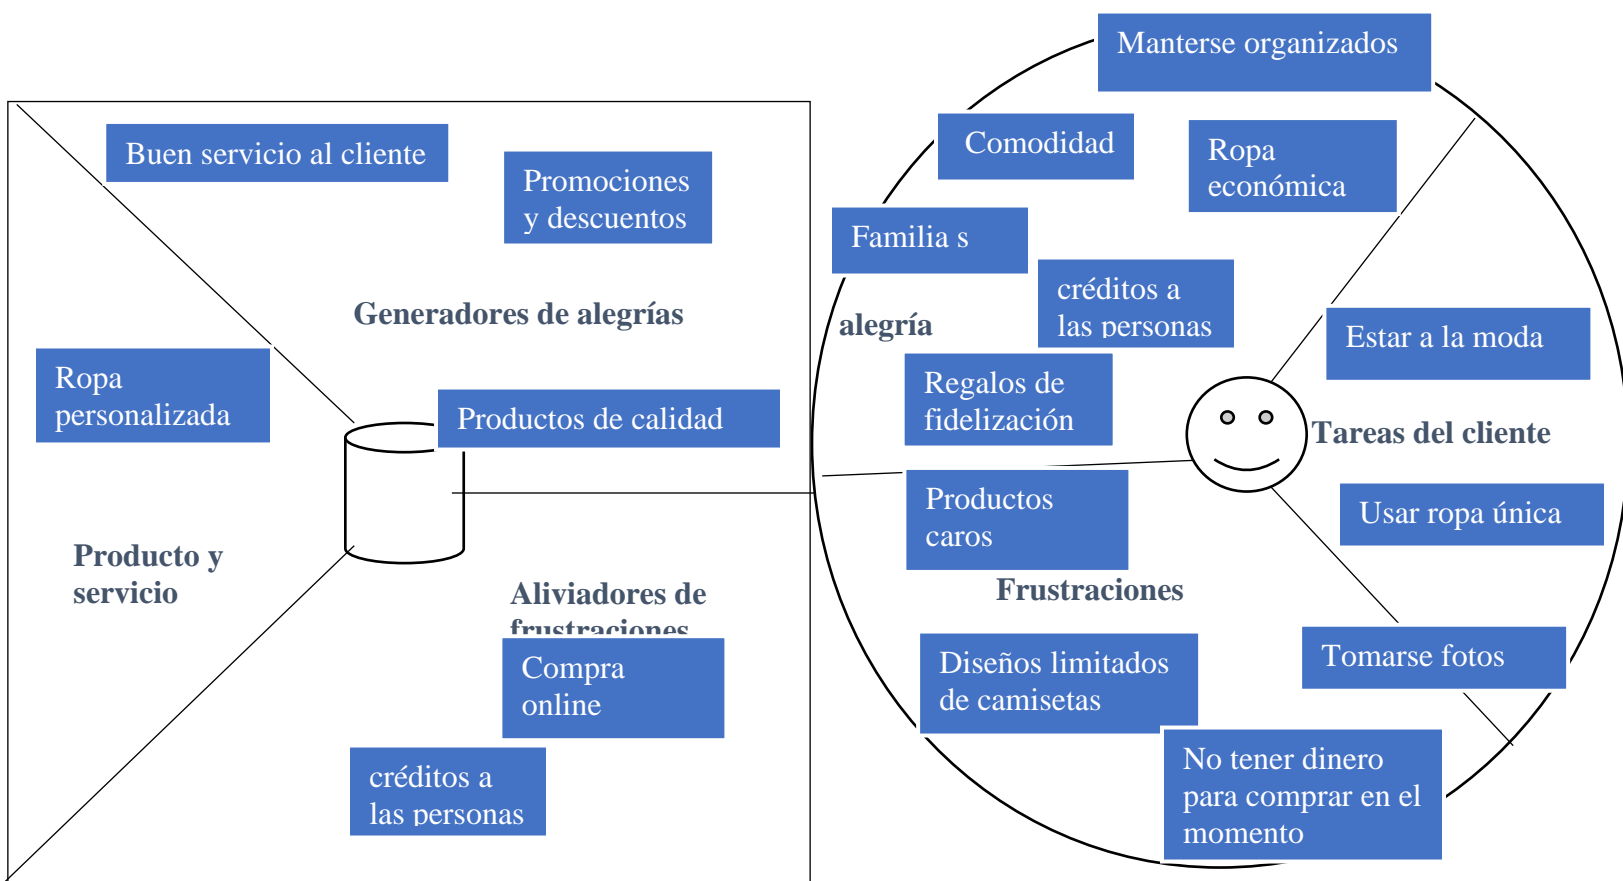 Manterse organizados
Buen servicio al cliente
Comodidad
Ropa
económica
Promociones
y descuentos
Familia s
Generadores de alegrías
créditos a
las personas
alegría
Estar a la moda
Ropa
personalizada
Regalos de
fidelización
Productos de calidad
Tareas del cliente
Productos
caros
Usar ropa única
Producto y
servicio
Aliviadores de
frustraciones
Frustraciones
Compra
online
Diseños limitados
de camisetas
Tomarse fotos
créditos a
las personas
No tener dinero
para comprar en el
momento